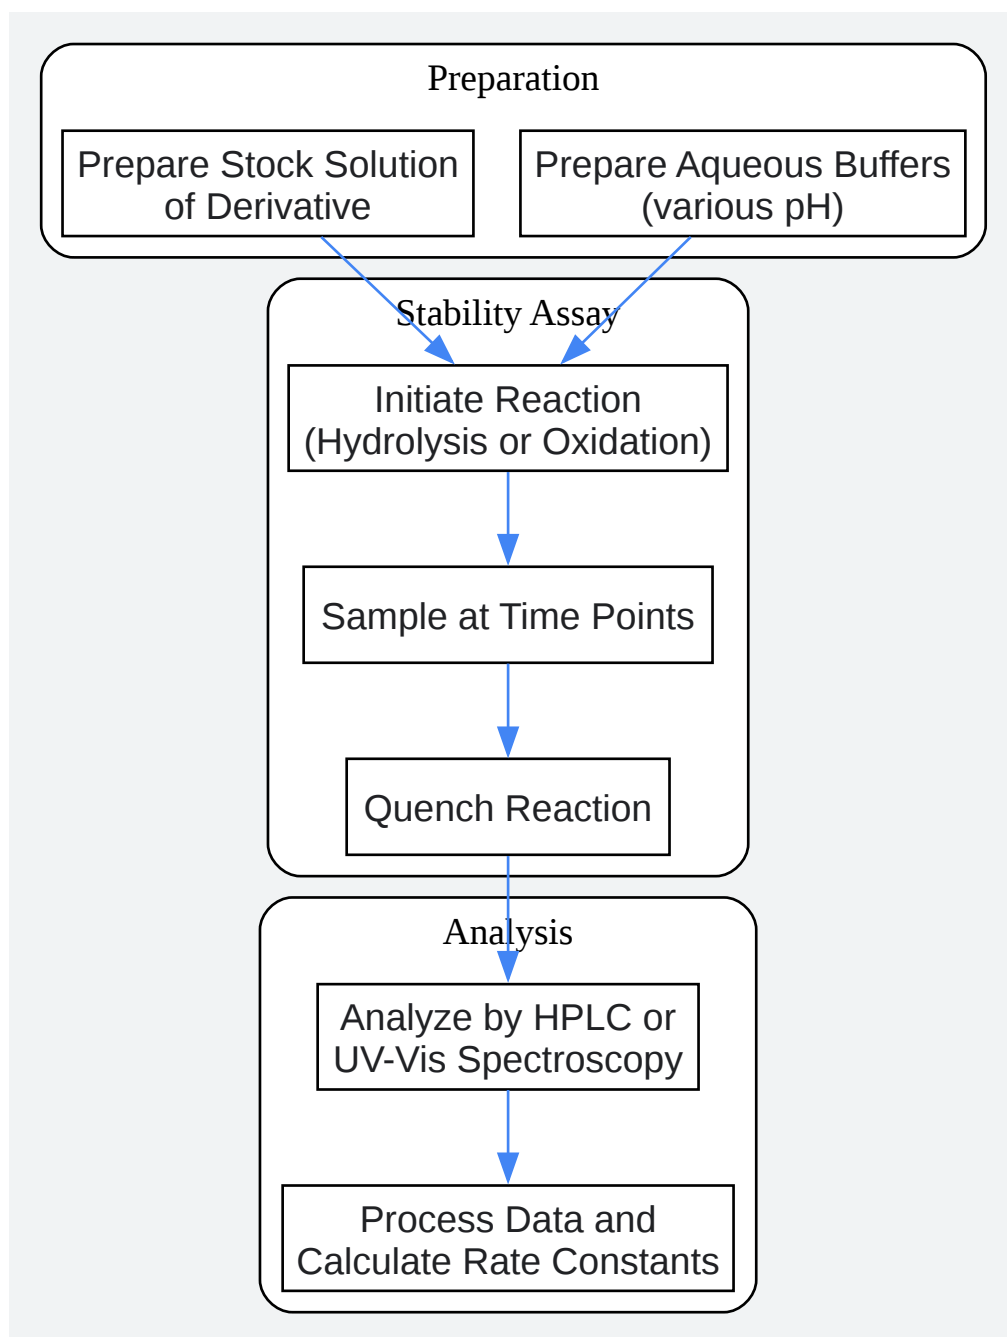 Preparation
Prepare Stock Solution
of Derivative
Prepare Aqueous Buffers
(various pH)
Stability Assay
Initiate Reaction
(Hydrolysis or Oxidation)
Sample at Time Points
Quench Reaction
Analysis
Analyze by HPLC or
UV-Vis Spectroscopy
Process Data and
Calculate Rate Constants